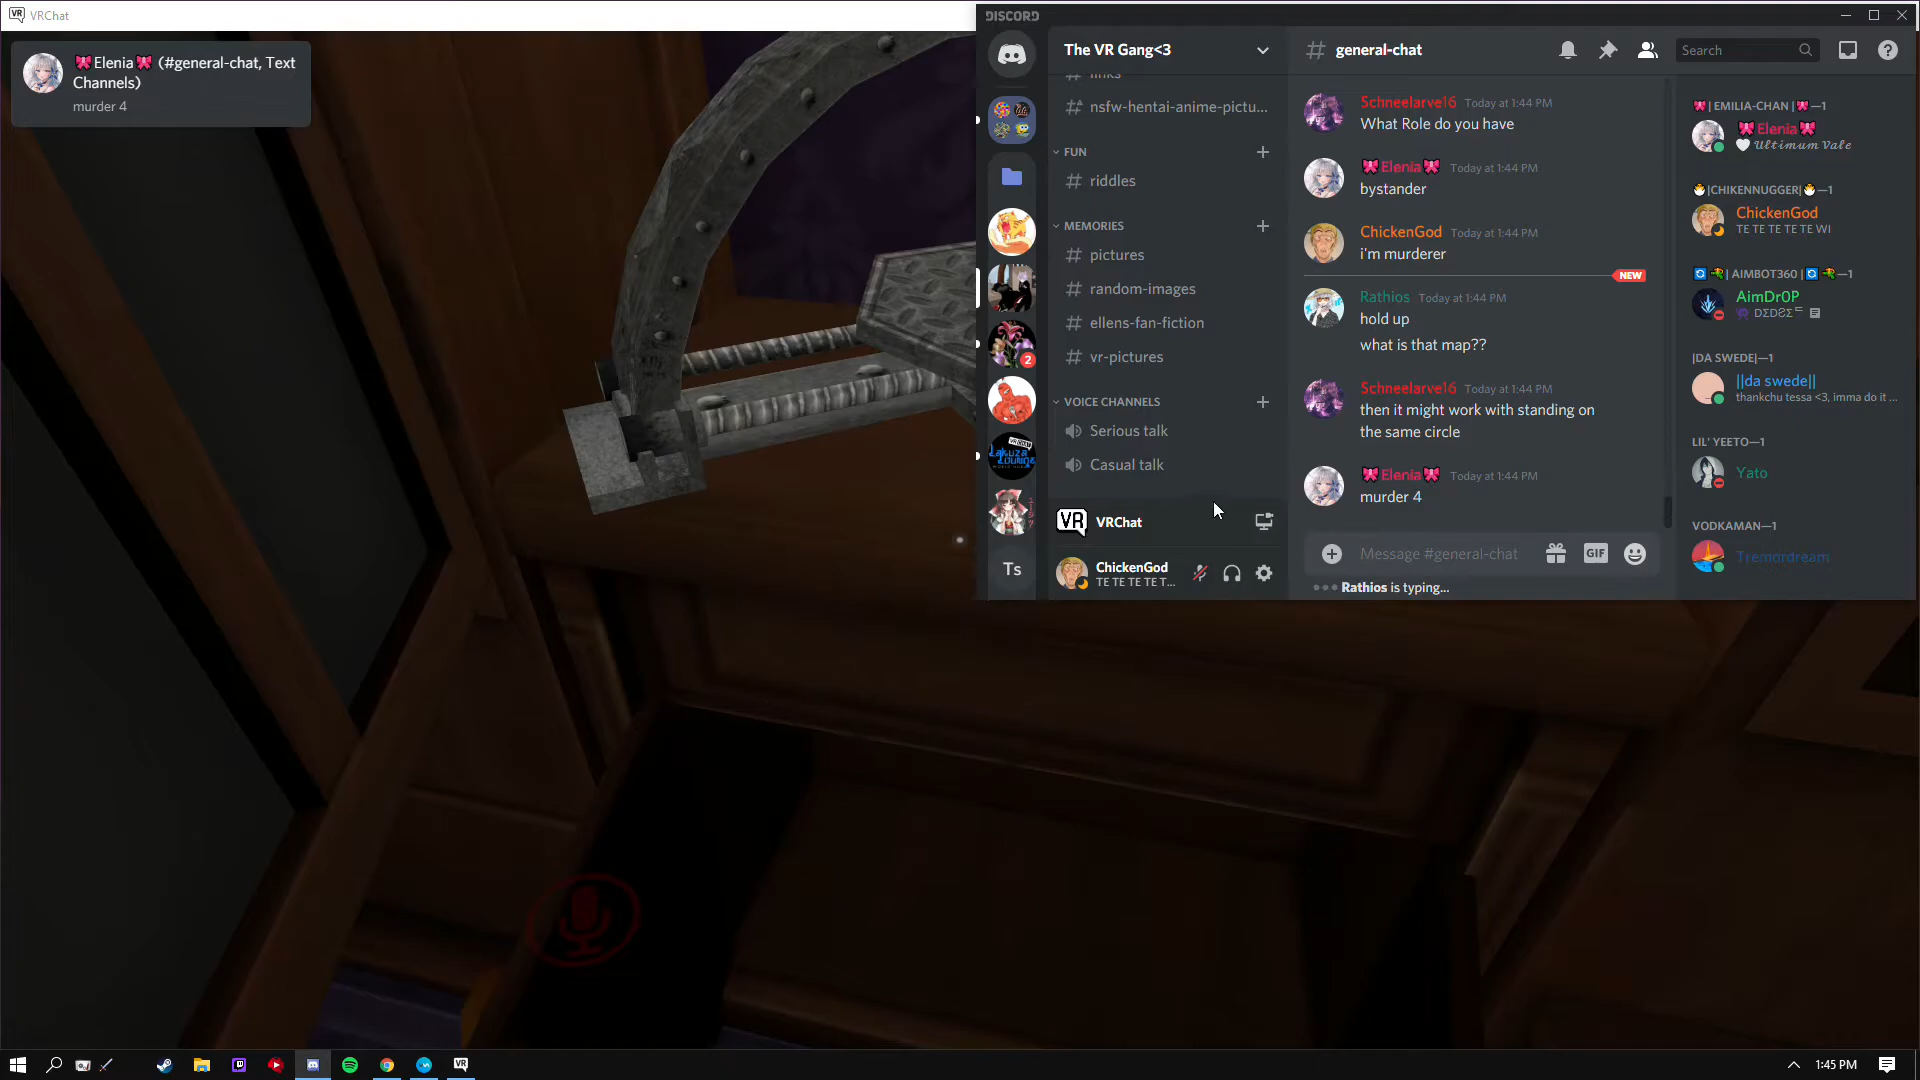 VRChat
🎀Elenia🎀 (#general-chat, Text
Channels)
murder 4
DISCORD
The VR Gang<3
links
nsfw-hentai-anime-pictu...
FUN
riddles
MEMORIES
pictures
random-images
ellens-fan-fiction
vr-pictures
VOICE CHANNELS
Serious talk
Casual talk
VR
VRChat
ChickenGod
TE TE TE TE T...
2
Ts
general-chat
Search
Schneelarve16 Today at 1:44 PM
What Role do you have
🎀Elenia🎀 Today at 1:44 PM
bystander
ChickenGod Today at 1:44 PM
i'm murderer
NEW
Rathios Today at 1:44 PM
hold up
what is that map??
Schneelarve16 Today at 1:44 PM
then it might work with standing on
the same circle
🎀Elenia🎀 Today at 1:44 PM
murder 4
Message #general-chat
GIF
Rathios is typing...
🎀| EMILIA-CHAN |🎀—1
🎀Elenia🎀
🤍 𝓤𝓵𝓽𝓲𝓶𝓾𝓶 𝓥𝓪𝓵𝓮
🐣|CHIKENNUGGER|🐣—1
ChickenGod
TE TE TE TE TE WI
| AIMBOT360 | —1
AimDr0P
|DA SWEDE|—1
||da swede||
thankchu tessa <3, imma do it ...
LIL' YEETO—1
Yato
VODKAMAN—1
Tremordream
VR
1:45 PM